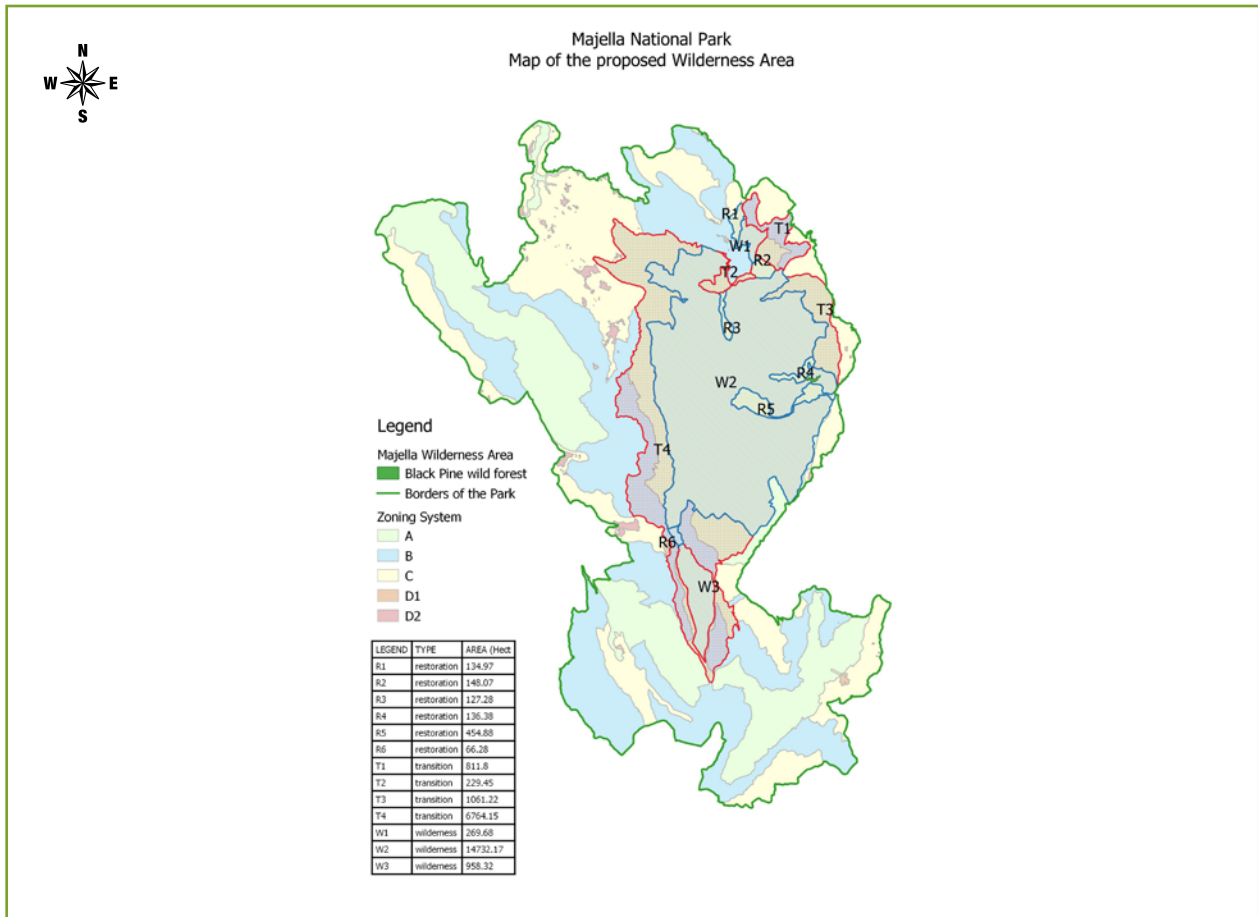 N
W E
S
Majella National Park
Map of the proposed Wilderness Area
R1
T1
W1
R2
T2
T3
R3
R4
W2
R5
T4
R6
W3
Legend
Majella Wilderness Area
Black Pine wild forest
Borders of the Park
Zoning System
A
B
C
D1
D2
LEGEND TYPE AREA (Hect
R1 restoration 134.97
R2 restoration 148.07
R3 restoration 127.28
R4 restoration 136.38
R5 restoration 454.88
R6 restoration 66.28
T1 transition 811.8
T2 transition 229.45
T3 transition 1061.22
T4 transition 6764.15
W1 wilderness 269.68
W2 wilderness 14732.17
W3 wilderness 958.32